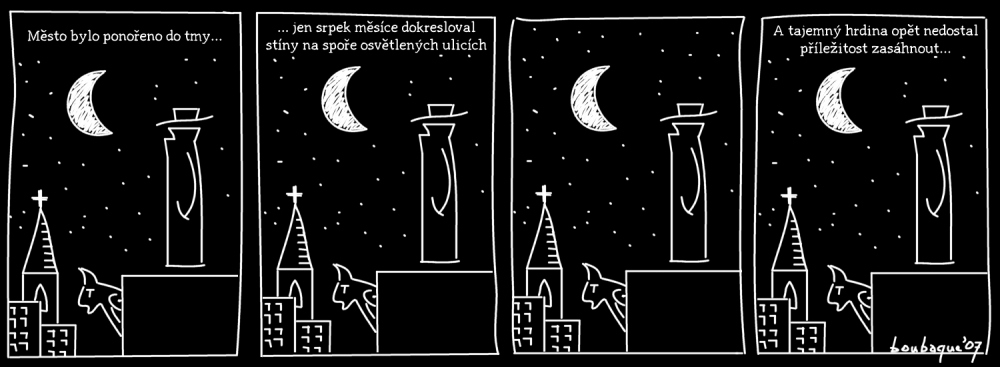 Město bylo ponořeno do tmy...
... jen srpek měsíce dokresloval
stíny na spoře osvětlených ulicích
A tajemný hrdina opět nedostal
příležitost zasáhnout...
boubaque'07